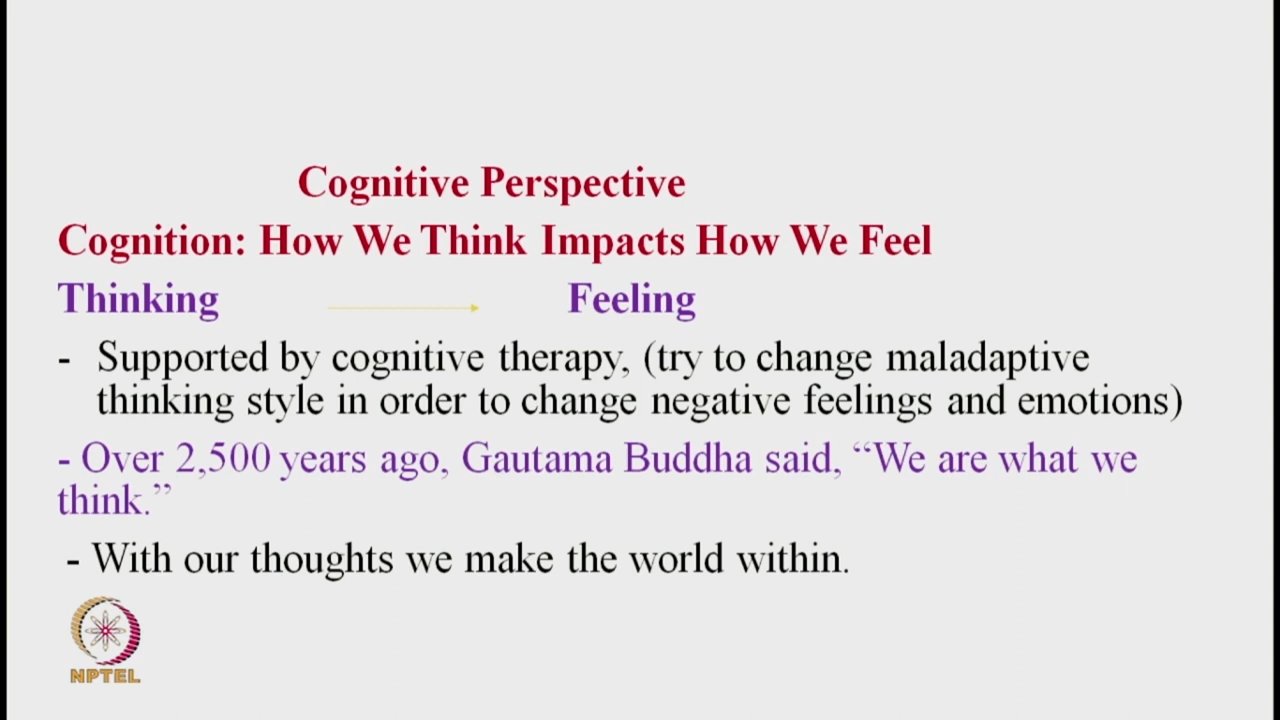 Cognitive Perspective
Cognition: How We Think Impacts How We Feel
Thinking Feeling
- Supported by cognitive therapy, (try to change maladaptive
thinking style in order to change negative feelings and emotions)
- Over 2,500 years ago, Gautama Buddha said, “We are what we
think.”
- With our thoughts we make the world within.
NPTEL